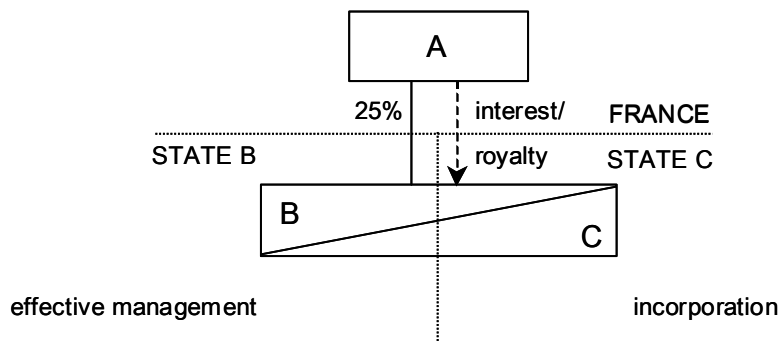 A
25% interest/ FRANCE
STATE B royalty STATE C
B
C
effective management incorporation